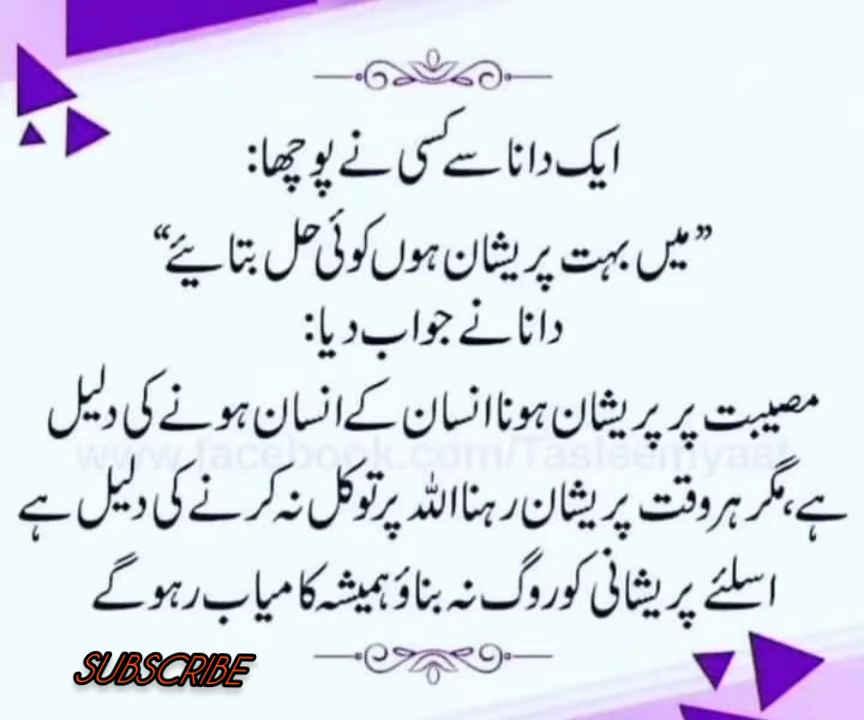 ایک دانا سے کسی نے پوچھا:
”میں بہت پریشان ہوں کوئی حل بتائیے“
دانا نے جواب دیا:
مصیبت پر پریشان ہونا انسان کے انسان ہونے کی دلیل
www.facebook.com/Tasleemyaat
ہے، مگر ہر وقت پریشان رہنا اللہ پر توکل نہ کرنے کی دلیل ہے
اسلئے پریشانی کو روگ نہ بناؤ ہمیشہ کامیاب رہو گے
SUBSCRIBE